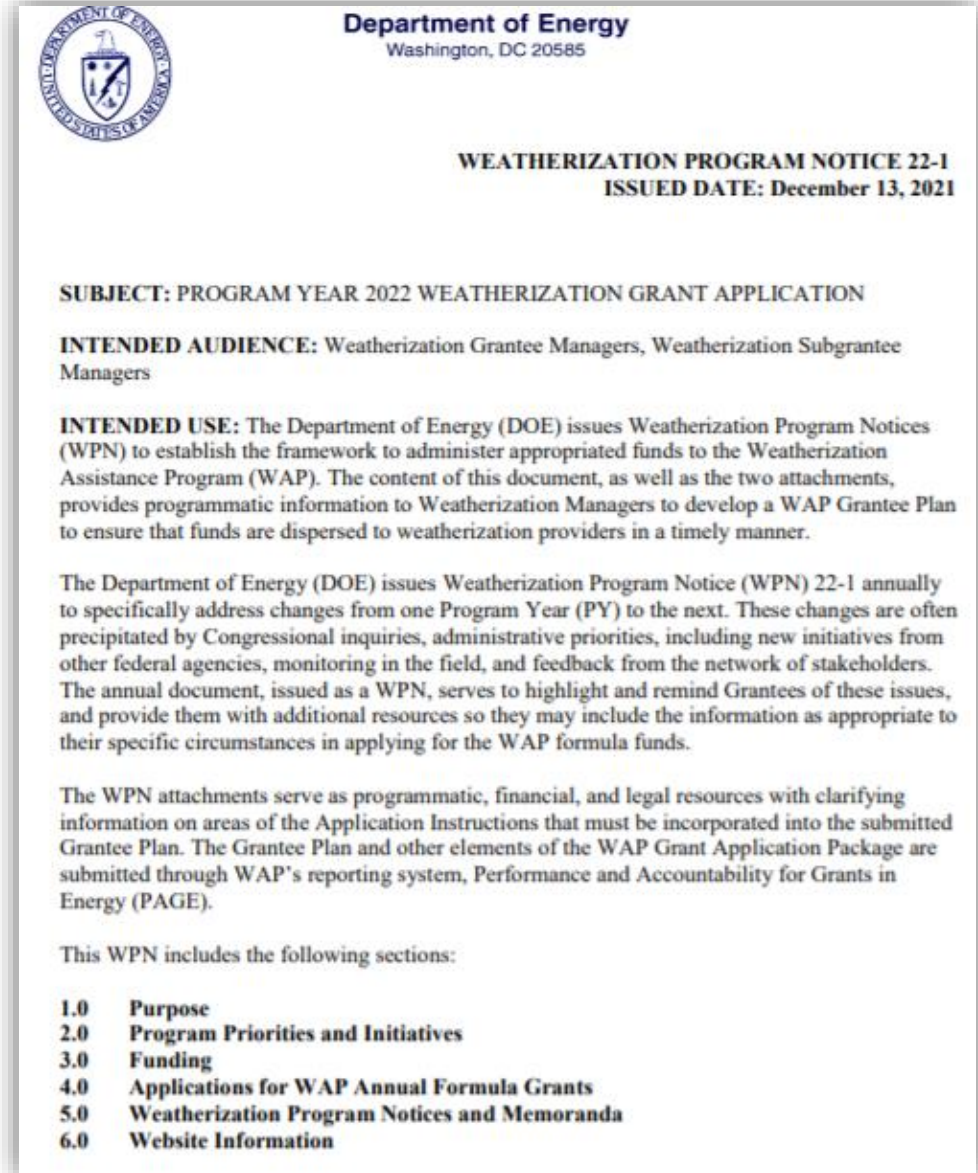 Department of Energy
Washington, DC 20585
WEATHERIZATION PROGRAM NOTICE 22-1
ISSUED DATE: December 13, 2021
SUBJECT: PROGRAM YEAR 2022 WEATHERIZATION GRANT APPLICATION
INTENDED AUDIENCE: Weatherization Grantee Managers, Weatherization Subgrantee
Managers
INTENDED USE: The Department of Energy (DOE) issues Weatherization Program Notices
(WPN) to establish the framework to administer appropriated funds to the Weatherization
Assistance Program (WAP). The content of this document, as well as the two attachments,
provides programmatic information to Weatherization Managers to develop a WAP Grantee Plan
to ensure that funds are dispersed to weatherization providers in a timely manner.
The Department of Energy (DOE) issues Weatherization Program Notice (WPN) 22-1 annually
to specifically address changes from one Program Year (PY) to the next. These changes are often
precipitated by Congressional inquiries, administrative priorities, including new initiatives from
other federal agencies, monitoring in the field, and feedback from the network of stakeholders.
The annual document, issued as a WPN, serves to highlight and remind Grantees of these issues,
and provide them with additional resources so they may include the information as appropriate to
their specific circumstances in applying for the WAP formula funds.
The WPN attachments serve as programmatic, financial, and legal resources with clarifying
information on areas of the Application Instructions that must be incorporated into the submitted
Grantee Plan. The Grantee Plan and other elements of the WAP Grant Application Package are
submitted through WAP's reporting system, Performance and Accountability for Grants in
Energy (PAGE).
This WPN includes the following sections:
1.0 Purpose
2.0 Program Priorities and Initiatives
3.0 Funding
4.0 Applications for WAP Annual Formula Grants
5.0 Weatherization Program Notices and Memoranda
6.0 Website Information